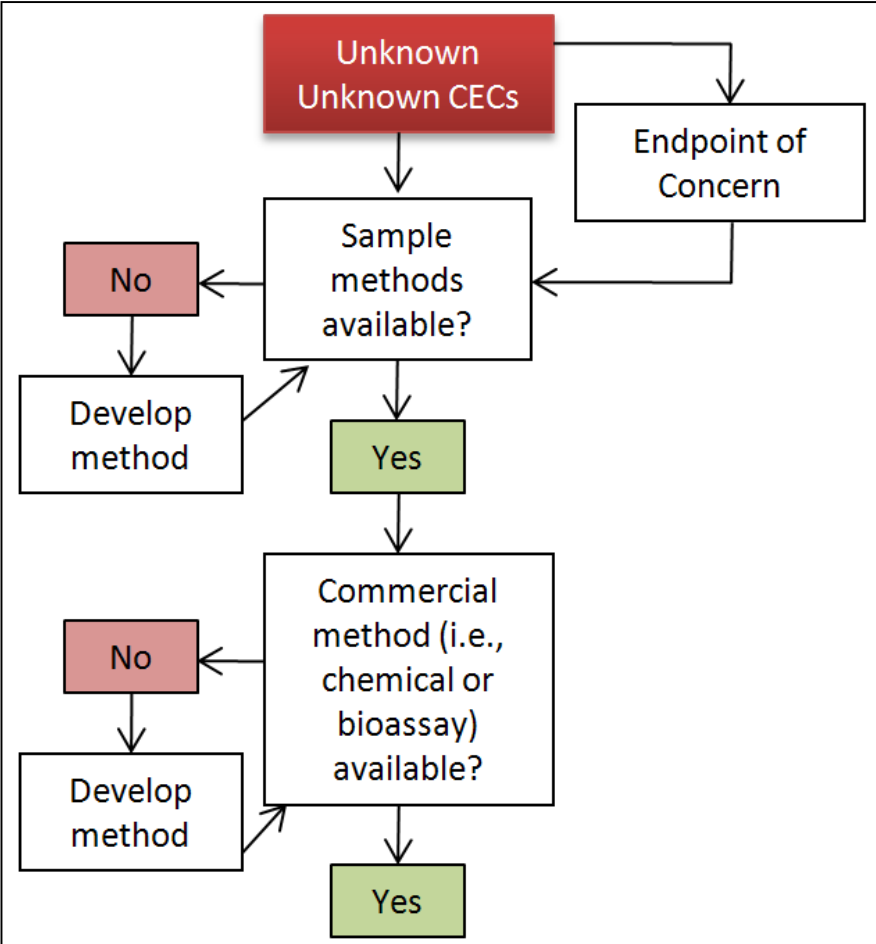 Unknown
Unknown CECs
Endpoint of
Concern
Sample
methods
available?
No
Develop
method
Yes
Commercial
method (i.e.,
chemical or
bioassay)
available?
No
Develop
method
Yes